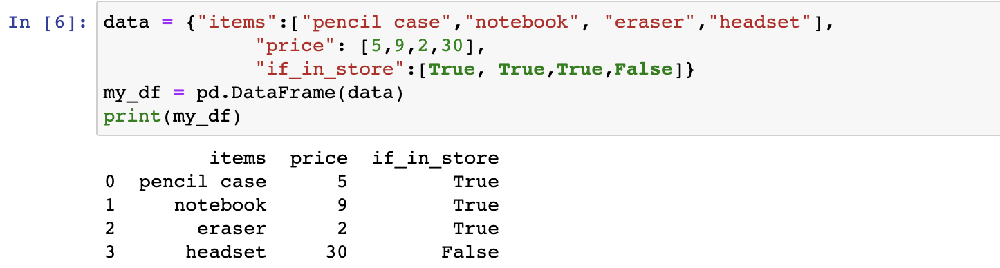 In [6]: data = {"items":["pencil case","notebook", "eraser","headset"],
"price": [5,9,2,30],
"if_in_store":[True, True,True,False]}
my_df = pd.DataFrame(data)
print(my_df)
items price if_in_store
0 pencil case 5 True
1 notebook 9 True
2 eraser 2 True
3 headset 30 False